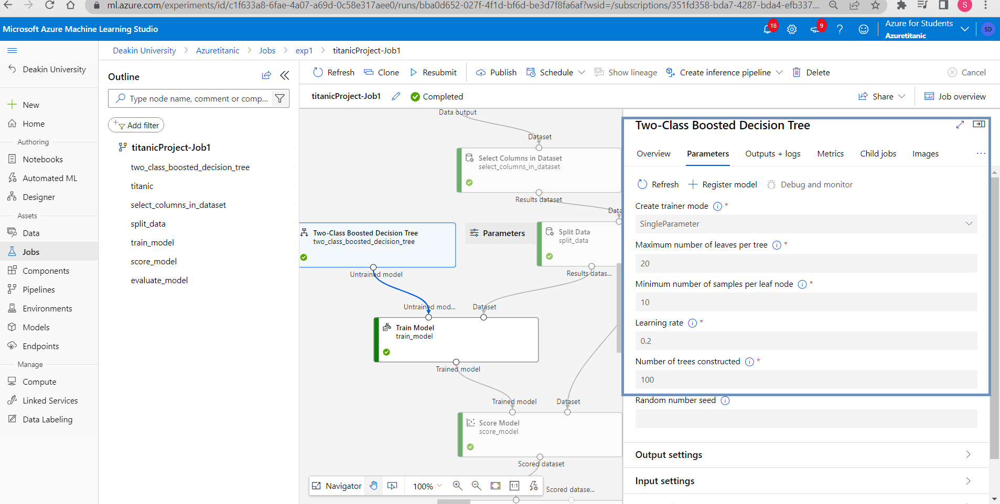 ml.azure.com/experiments/id/c1f633a8-6fae-4a07-a69d-0c58e317aee0/runs/bba0d652-027f-4f1d-bf6d-be3d7f8fa6af?wsid=/subscriptions/351fd358-bda7-4287-bda4-efb337...
S
Microsoft Azure Machine Learning Studio
18
9
Azure for Students
Azuretitanic
SD
Deakin University > Azuretitanic > Jobs > exp1 > titanicProject-Job1
Deakin University
New
Home
Authoring
Notebooks
Automated ML
Designer
Assets
Data
Jobs
Components
Pipelines
Environments
Models
Endpoints
Manage
Compute
Linked Services
Data Labeling
Outline
Type node name, comment or comp...
Add filter
titanicProject-Job1
two_class_boosted_decision_tree
titanic
select_columns_in_dataset
split_data
train_model
score_model
evaluate_model
Refresh Clone Resubmit Publish Schedule Show lineage Create inference pipeline Delete Cancel
titanicProject-Job1 Completed Share Job overview
Data output
Dataset
Select Columns in Dataset
select_columns_in_dataset
Results dataset
Data
Two-Class Boosted Decision Tree
two_class_boosted_decision_tree
Parameters
Split Data
split_data
Untrained model
Results datas...
Untrained mod...
Dataset
Train Model
train_model
Trained model
Trained model
Dataset
Score Model
score_model
Scored dataset
Navigator
100%
1:1
Scored datase...
Two-Class Boosted Decision Tree
Overview Parameters Outputs + logs Metrics Child jobs Images ...
Refresh Register model Debug and monitor
Create trainer mode *
SingleParameter
Maximum number of leaves per tree *
20
Minimum number of samples per leaf node *
10
Learning rate *
0.2
Number of trees constructed *
100
Random number seed
Output settings
Input settings